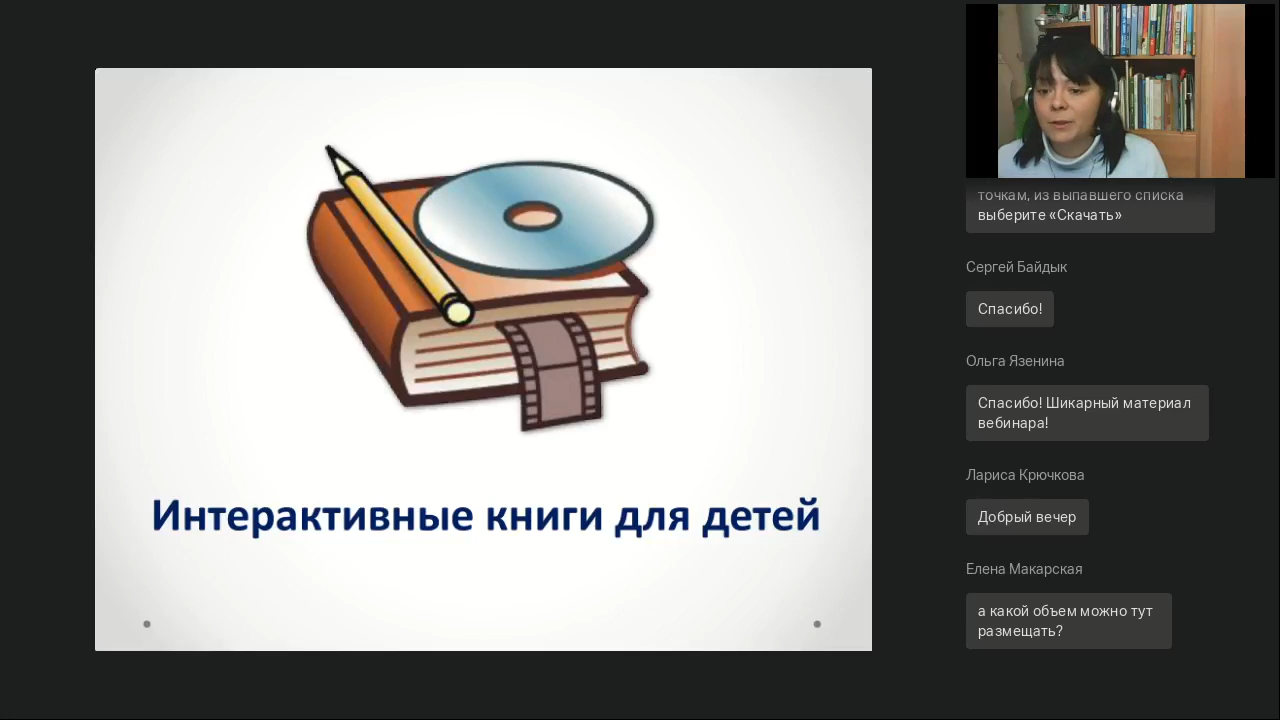 Интерактивные книги для детей
точкам, из выпавшего списка
выберите «Скачать»
Сергей Байдык
Спасибо!
Ольга Язенина
Спасибо! Шикарный материал
вебинара!
Лариса Крючкова
Добрый вечер
Елена Макарская
а какой объем можно тут
размещать?